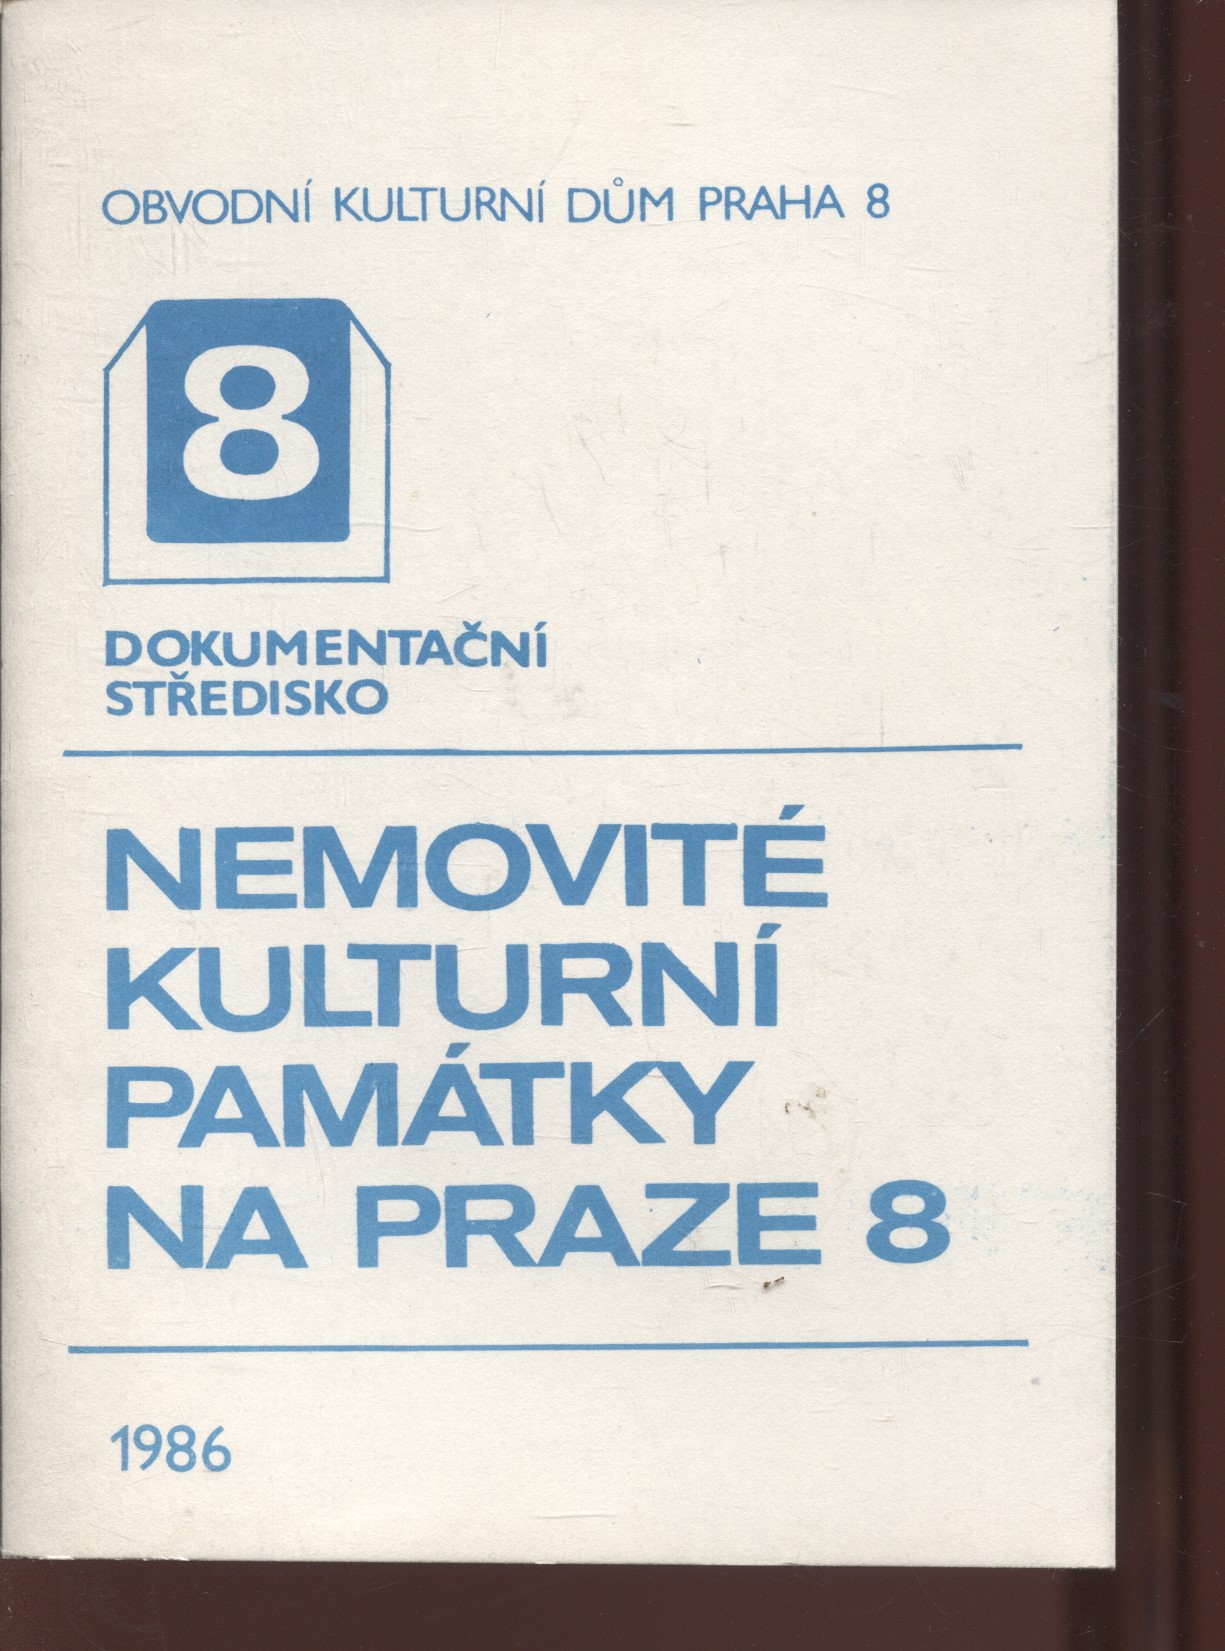 OBVODNÍ KULTURNÍ DŮM PRAHA 8
8
DOKUMENTAČNÍ
STŘEDISKO
NEMOVITÉ
KULTURNÍ
PAMÁTKY
NA PRAZE 8
1986